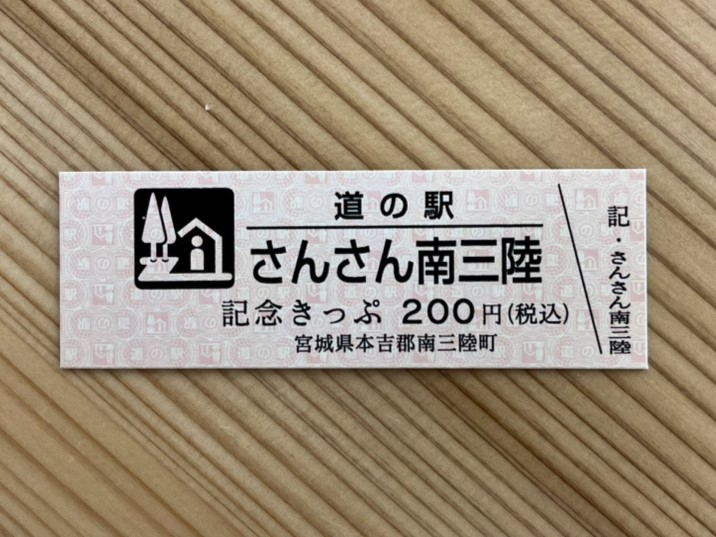 道の駅
さんさん南三陸
記念きっぷ 200円(税込)
宮城県本吉郡南三陸町
記・さんさん南三陸